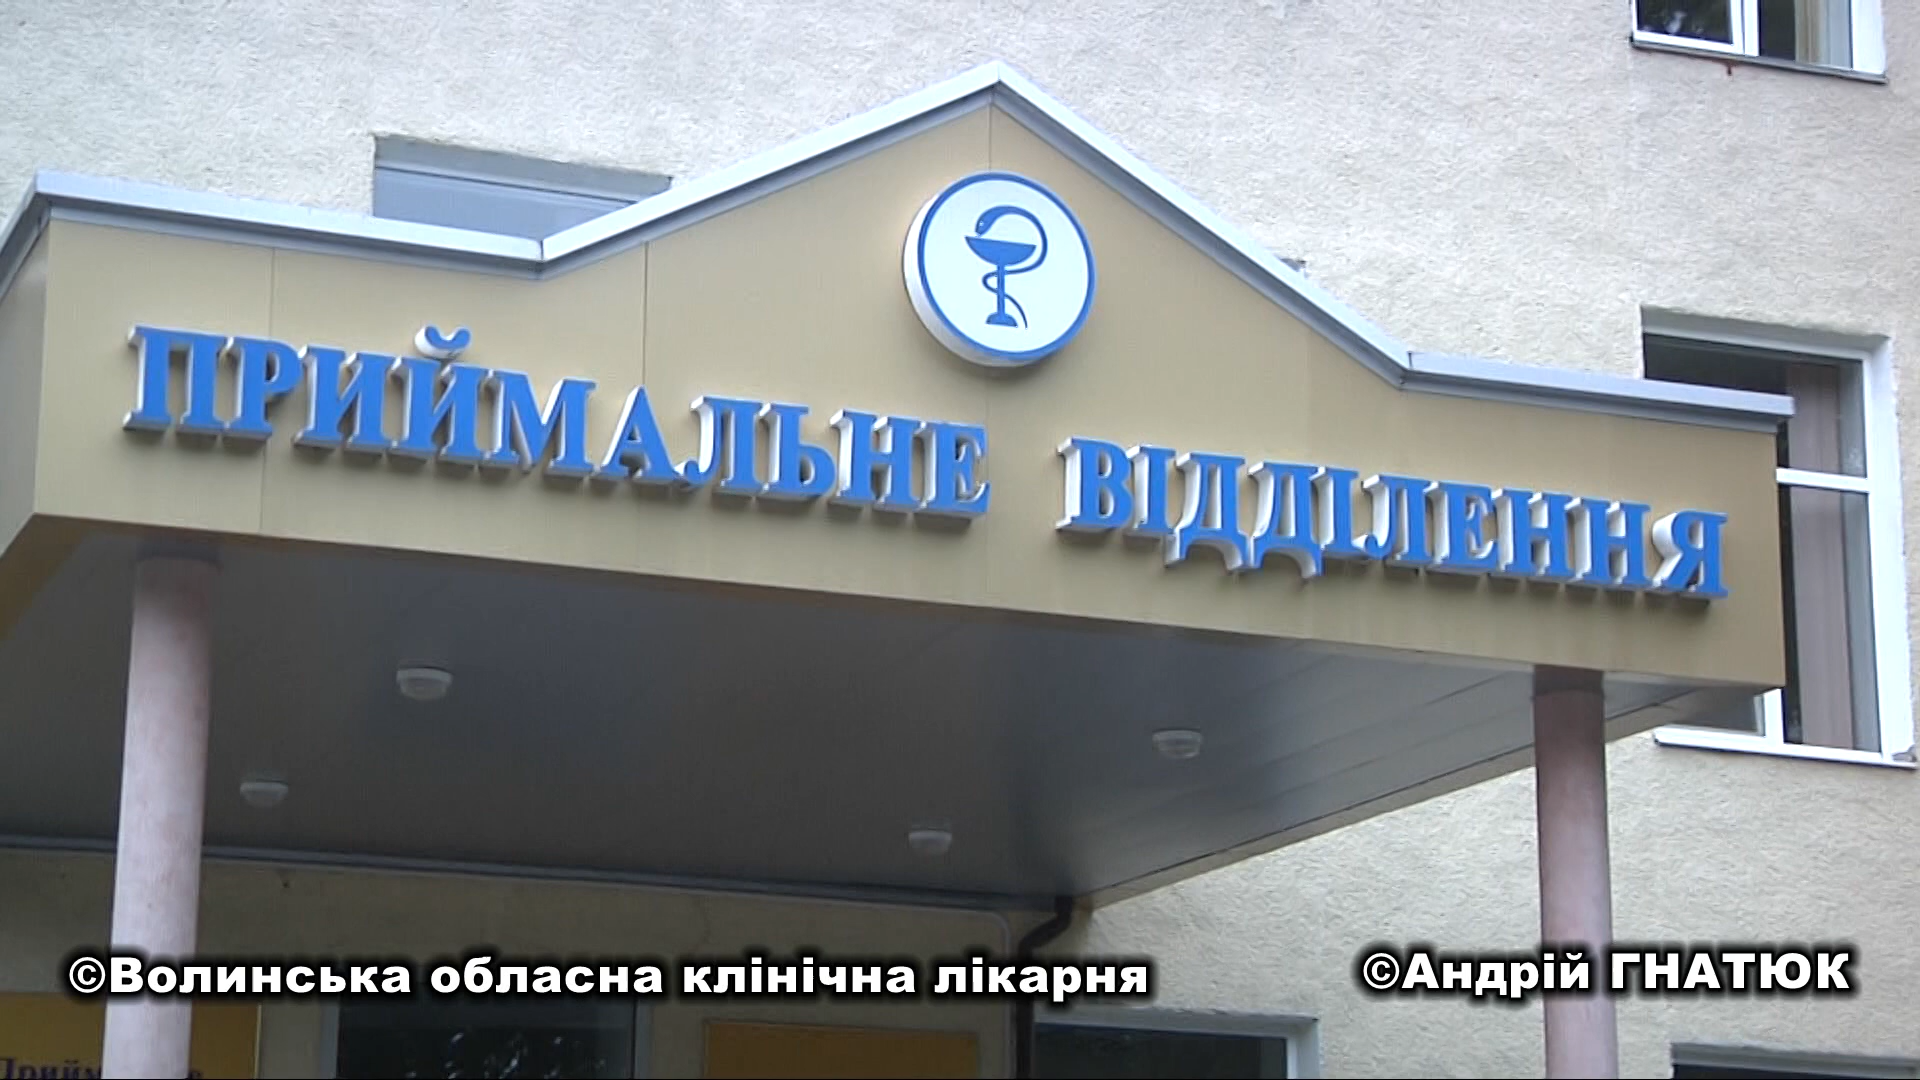 ПРИЙМАЛЬНЕ ВІДДІЛЕННЯ
©Волинська обласна клінічна лікарня
©Андрій ГНАТЮК